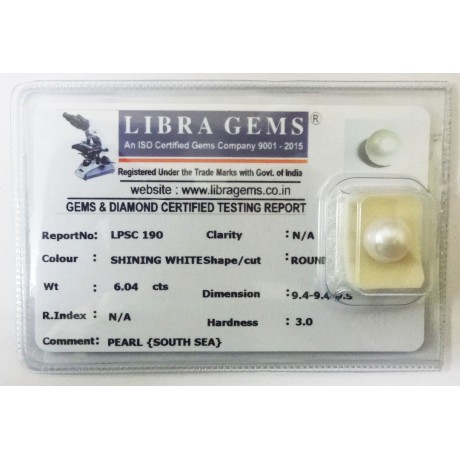 LIBRA GEMS ®
An ISO Certified Gems Company 9001 - 2015
Registered Under the Trade Marks with Govt. of India
website : www.libragems.co.in
GEMS & DIAMOND CERTIFIED TESTING REPORT
ReportNo: LPSC 190 Clarity : N/A
Colour : SHINING WHITE Shape/cut : ROUND
Wt : 6.04 cts Dimension : 9.4-9.4-9.5
R.Index : N/A Hardness : 3.0
Comment: PEARL {SOUTH SEA}